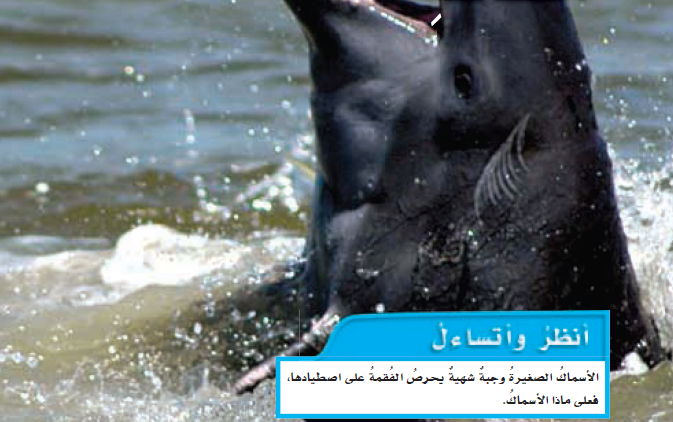 أنظرُ وأتساءلُ
الأسماكُ الصغيرةُ وجبةٌ شهيةٌ يحرصُ الفُقمةُ على اصطيادها،
فعلى ماذا الأسماكُ.